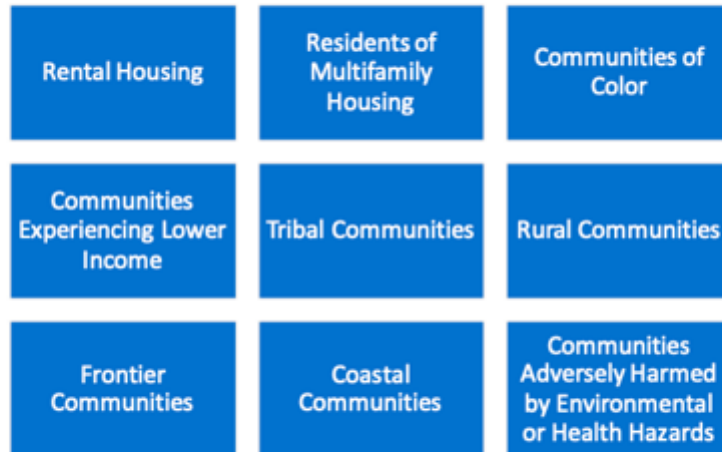 Rental Housing
Residents of
Multifamily
Housing
Communities of
Color
Communities
Experiencing Lower
Income
Tribal Communities
Rural Communities
Frontier
Communities
Coastal
Communities
Communities
Adversely Harmed
by Environmental
or Health Hazards